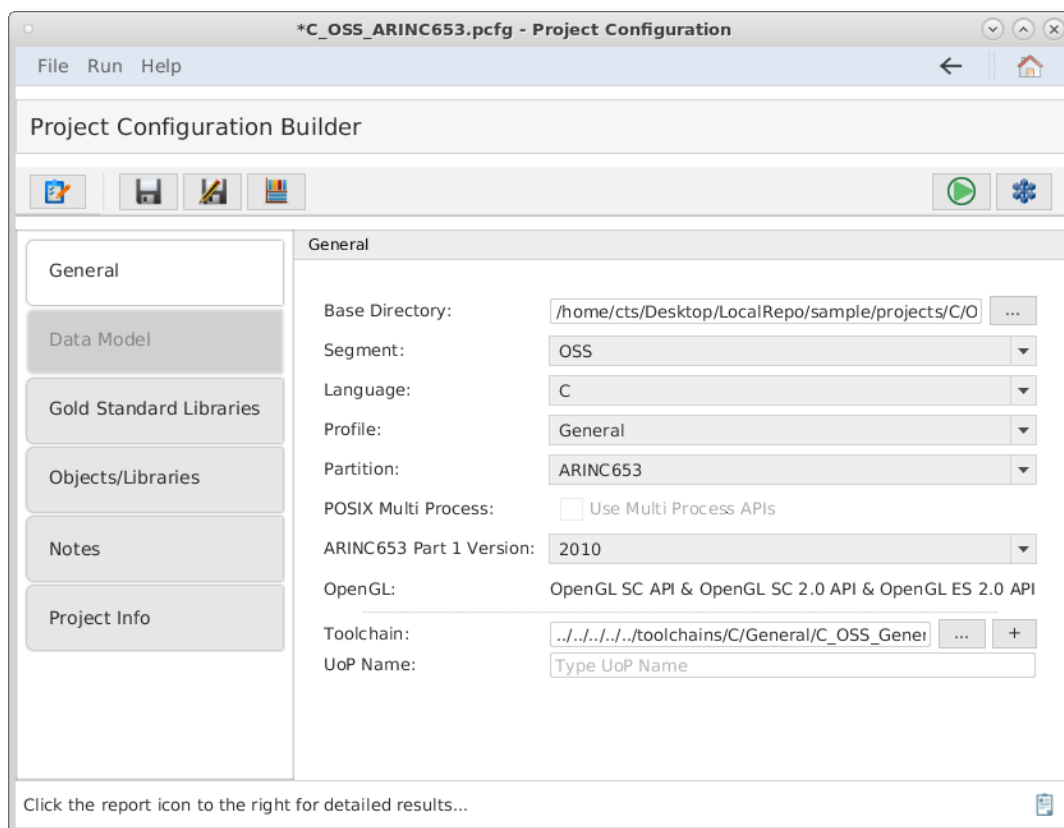 *C_OSS_ARINC653.pcfg - Project Configuration
File Run Help
Project Configuration Builder
General
Data Model
Gold Standard Libraries
Objects/Libraries
Notes
Project Info
General
Base Directory: /home/cts/Desktop/LocalRepo/sample/projects/C/O ...
Segment: OSS
Language: C
Profile: General
Partition: ARINC653
POSIX Multi Process: Use Multi Process APIs
ARINC653 Part 1 Version: 2010
OpenGL: OpenGL SC API & OpenGL SC 2.0 API & OpenGL ES 2.0 API
Toolchain: ../../../../../toolchains/C/General/C_OSS_Gener ... +
UoP Name: Type UoP Name
Click the report icon to the right for detailed results...